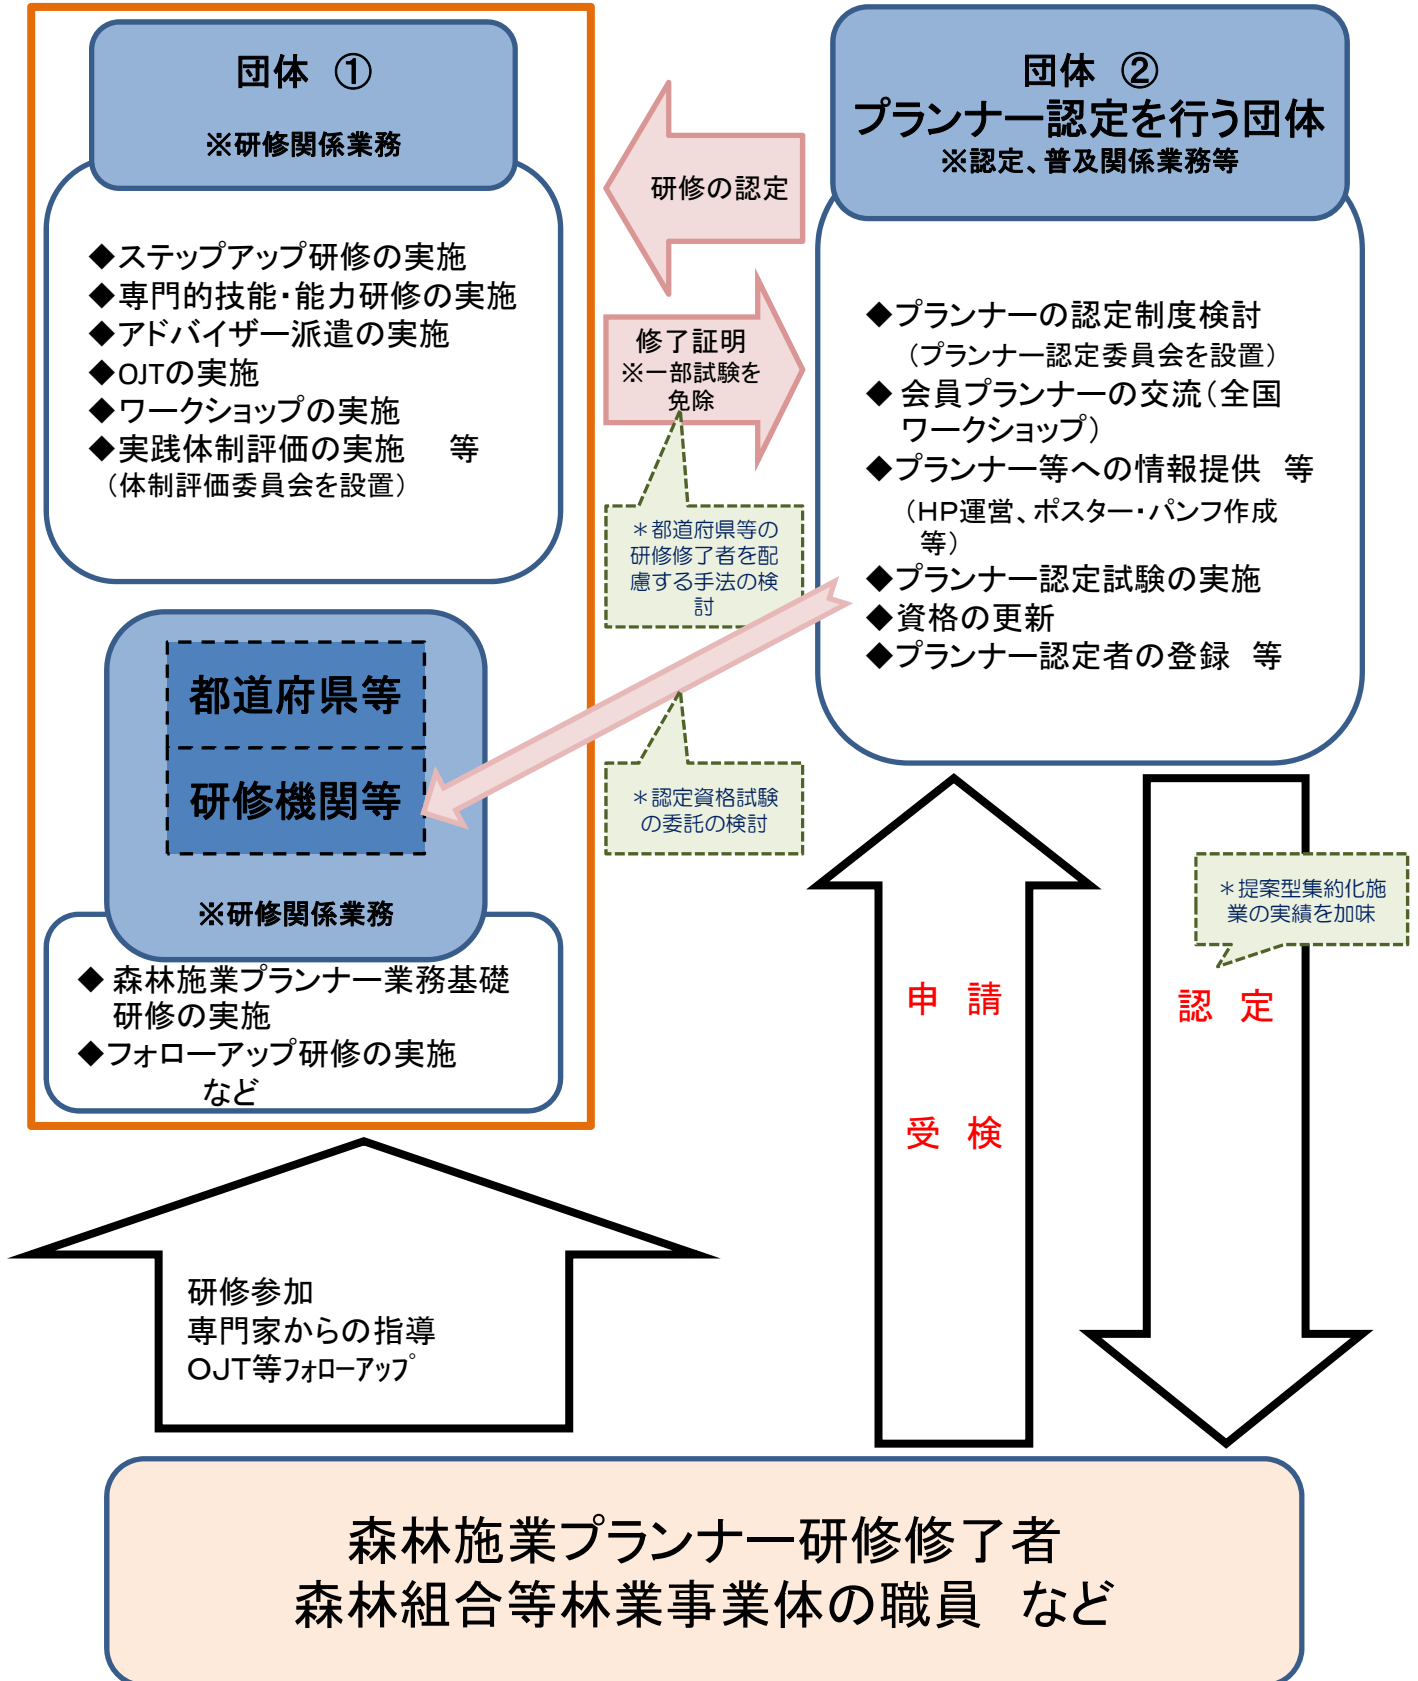 団体 ①
※研修関係業務
◆ステップアップ研修の実施
◆専門的技能・能力研修の実施
◆アドバイザー派遣の実施
◆OJTの実施
◆ワークショップの実施
◆実践体制評価の実施　等
（体制評価委員会を設置）
都道府県等
研修機関等
※研修関係業務
◆ 森林施業プランナー業務基礎
研修の実施
◆フォローアップ研修の実施
など
研修の認定
修了証明
※一部試験を
免除
＊都道府県等の
研修修了者を配
慮する手法の検
討
＊認定資格試験
の委託の検討
団体 ②
プランナー認定を行う団体
※認定、普及関係業務等
◆プランナーの認定制度検討
（プランナー認定委員会を設置）
◆ 会員プランナーの交流（全国
ワークショップ）
◆プランナー等への情報提供　等
（HP運営、ポスター・パンフ作成
等）
◆プランナー認定試験の実施
◆資格の更新
◆プランナー認定者の登録　等
申　請
受　検
＊提案型集約化施
業の実績を加味
認　定
研修参加
専門家からの指導
ＯＪＴ等ﾌｫﾛｰｱｯﾌﾟ
森林施業プランナー研修修了者
森林組合等林業事業体の職員　など